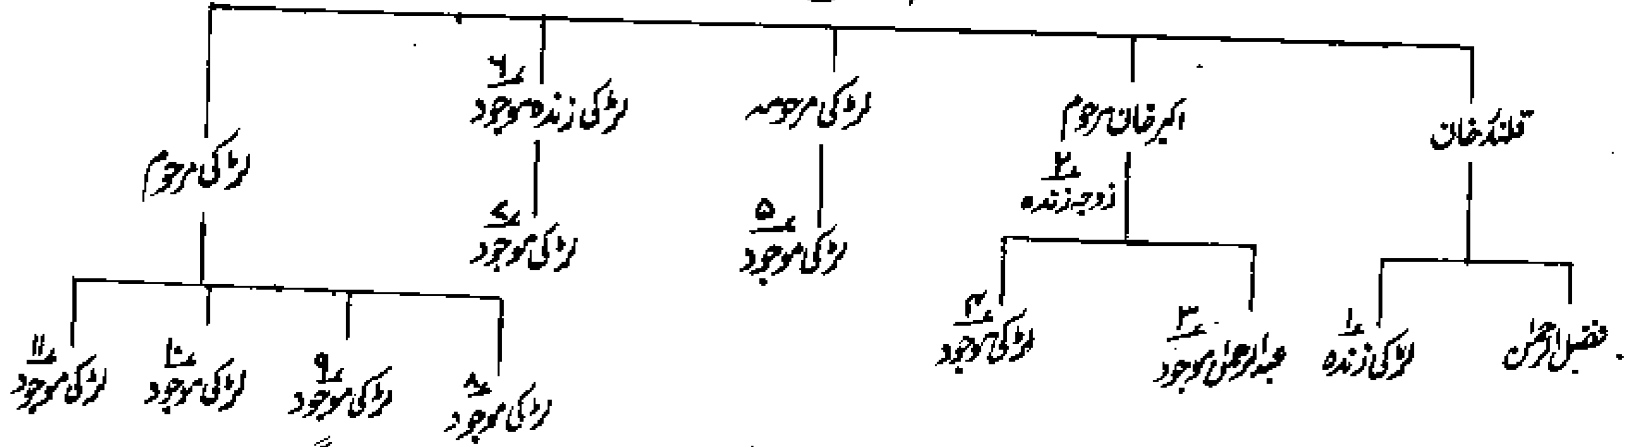 قلندر خان
اکبر خان مرحوم
لڑکی مرحومہ
۶
لڑکی زندہ موجود
لڑکی مرحوم
۲
زوجہ زندہ
۵
لڑکی موجود
۷
لڑکی موجود
فضل الرحمٰن
۱
لڑکی زندہ
۳
عبدالرحمٰن موجود
۴
لڑکی موجود
۸
لڑکی موجود
۹
لڑکی موجود
۱۰
لڑکی موجود
۱۱
لڑکی موجود